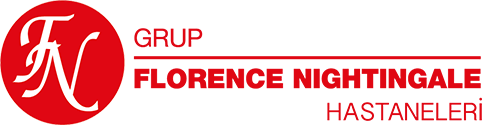 FN
GRUP
FLORENCE NIGHTINGALE
HASTANELERİ